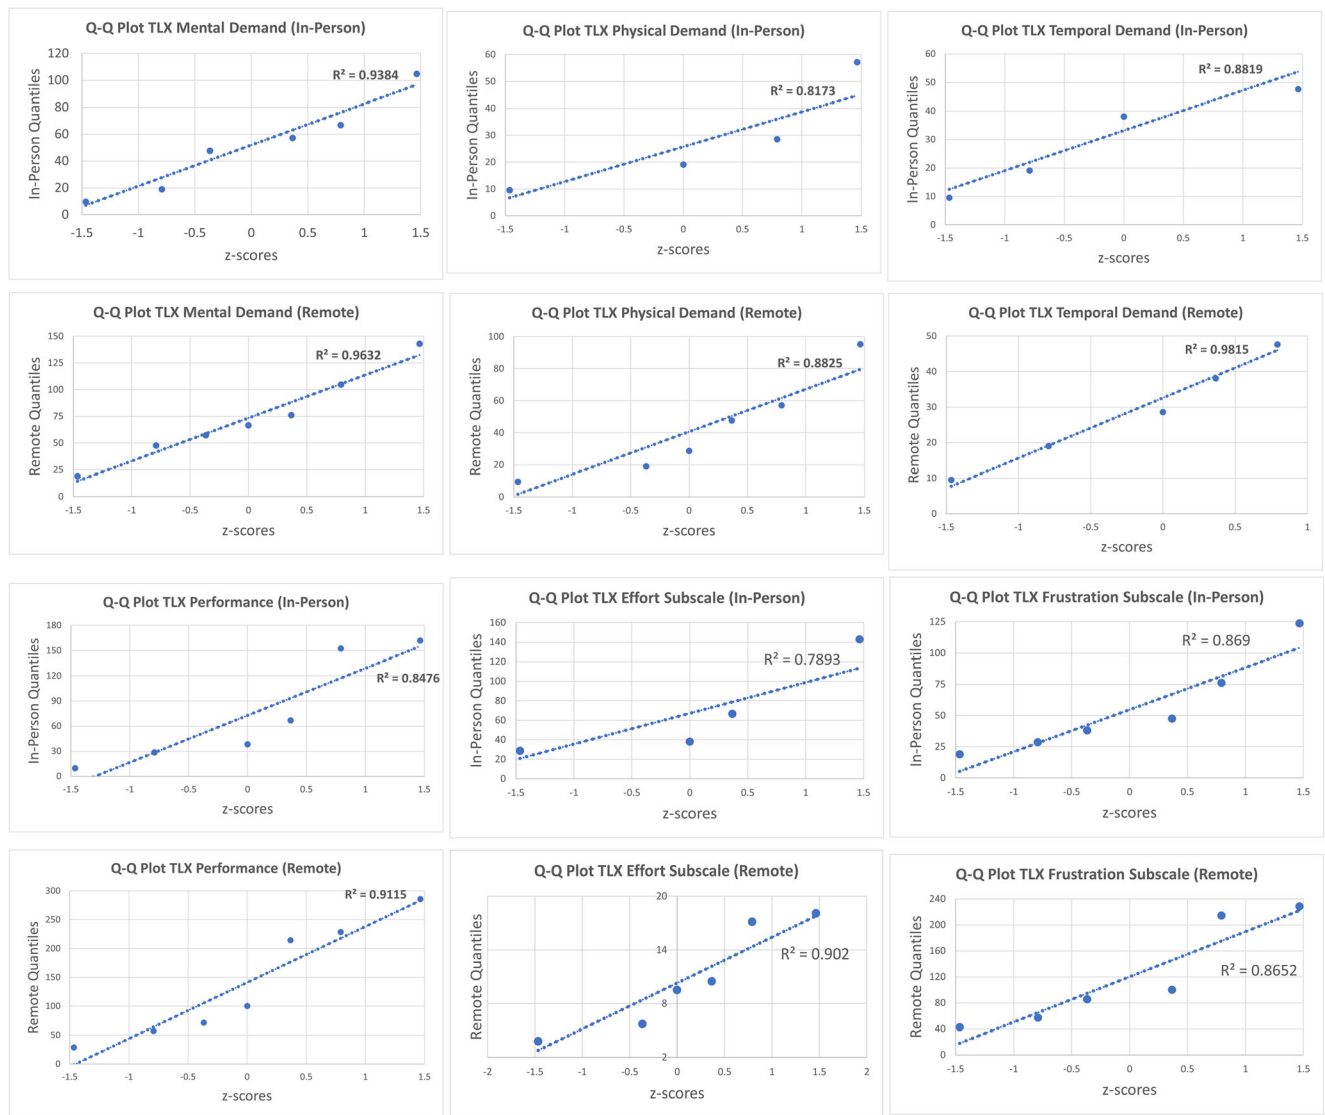 Q-Q Plot TLX Mental Demand (In-Person)
120
100
80
60
40
20
0
-1.5 -1 -0.5 0 0.5 1 1.5
In-Person Quantiles
z-scores
R² = 0.9384
Q-Q Plot TLX Physical Demand (In-Person)
60
50
40
30
20
10
0
-1.5 -1 -0.5 0 0.5 1 1.5
In-Person Quantiles
z-scores
R² = 0.8173
Q-Q Plot TLX Temporal Demand (In-Person)
60
50
40
30
20
10
0
-1.5 -1 -0.5 0 0.5 1 1.5
In-Person Quantiles
z-scores
R² = 0.8819
Q-Q Plot TLX Mental Demand (Remote)
150
125
100
75
50
25
0
-1.5 -1 -0.5 0 0.5 1 1.5
Remote Quantiles
z-scores
R² = 0.9632
Q-Q Plot TLX Physical Demand (Remote)
100
80
60
40
20
0
-1.5 -1 -0.5 0 0.5 1 1.5
Remote Quantiles
z-scores
R² = 0.8825
Q-Q Plot TLX Temporal Demand (Remote)
50
40
30
20
10
0
-1.5 -1 -0.5 0 0.5 1
Remote Quantiles
z-scores
R² = 0.9815
Q-Q Plot TLX Performance (In-Person)
180
150
120
90
60
30
0
-1.5 -1 -0.5 0 0.5 1 1.5
In-Person Quantiles
z-scores
R² = 0.8476
Q-Q Plot TLX Effort Subscale (In-Person)
160
140
120
100
80
60
40
20
0
-1.5 -1 -0.5 0 0.5 1 1.5
In-Person Quantiles
z-scores
R² = 0.7893
Q-Q Plot TLX Frustration Subscale (In-Person)
125
100
75
50
25
0
-1.5 -1 -0.5 0 0.5 1 1.5
In-Person Quantiles
z-scores
R² = 0.869
Q-Q Plot TLX Performance (Remote)
300
250
200
150
100
50
0
-1.5 -1 -0.5 0 0.5 1 1.5
Remote Quantiles
z-scores
R² = 0.9115
Q-Q Plot TLX Effort Subscale (Remote)
20
14
8
2
-2 -1.5 -1 -0.5 0 0.5 1 1.5 2
Remote Quantiles
z-scores
R² = 0.902
Q-Q Plot TLX Frustration Subscale (Remote)
240
200
160
120
80
40
0
-1.5 -1 -0.5 0 0.5 1 1.5
Remote Quantiles
z-scores
R² = 0.8652